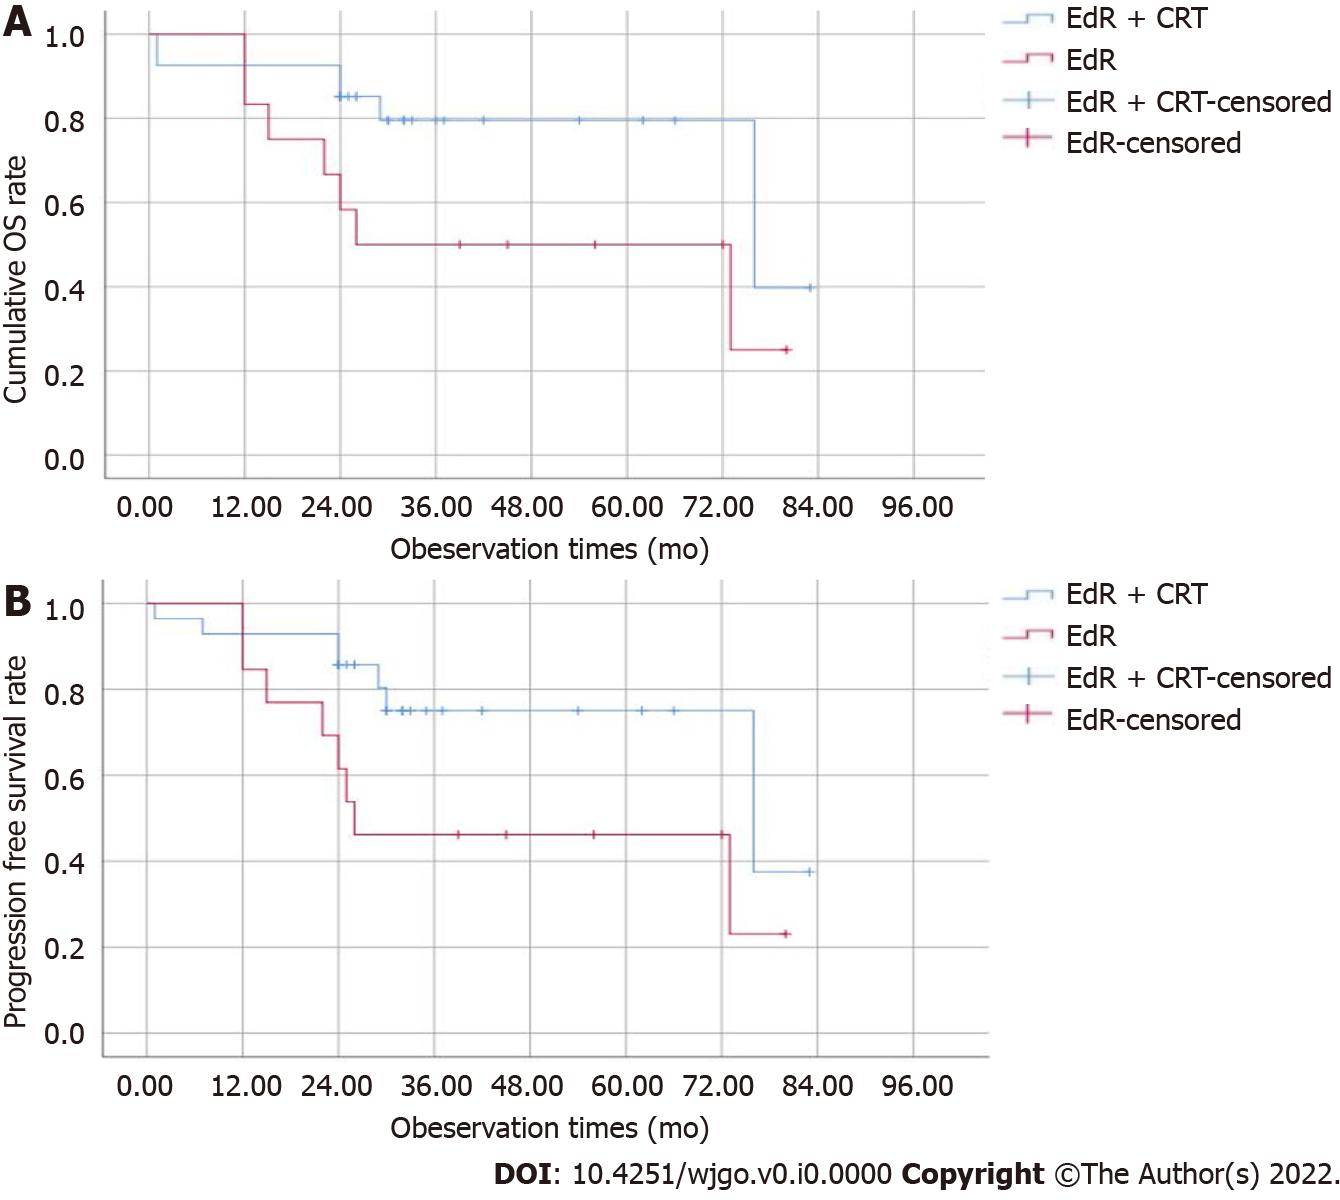 A
1.0
0.8
0.6
0.4
0.2
0.0
Cumulative OS rate
0.00 12.00 24.00 36.00 48.00 60.00 72.00 84.00 96.00
Obeservation times (mo)
EdR + CRT
EdR
EdR + CRT-censored
EdR-censored
B
1.0
0.8
0.6
0.4
0.2
0.0
Progression free survival rate
0.00 12.00 24.00 36.00 48.00 60.00 72.00 84.00 96.00
Obeservation times (mo)
EdR + CRT
EdR
EdR + CRT-censored
EdR-censored
DOI: 10.4251/wjgo.v0.i0.0000 Copyright ©The Author(s) 2022.